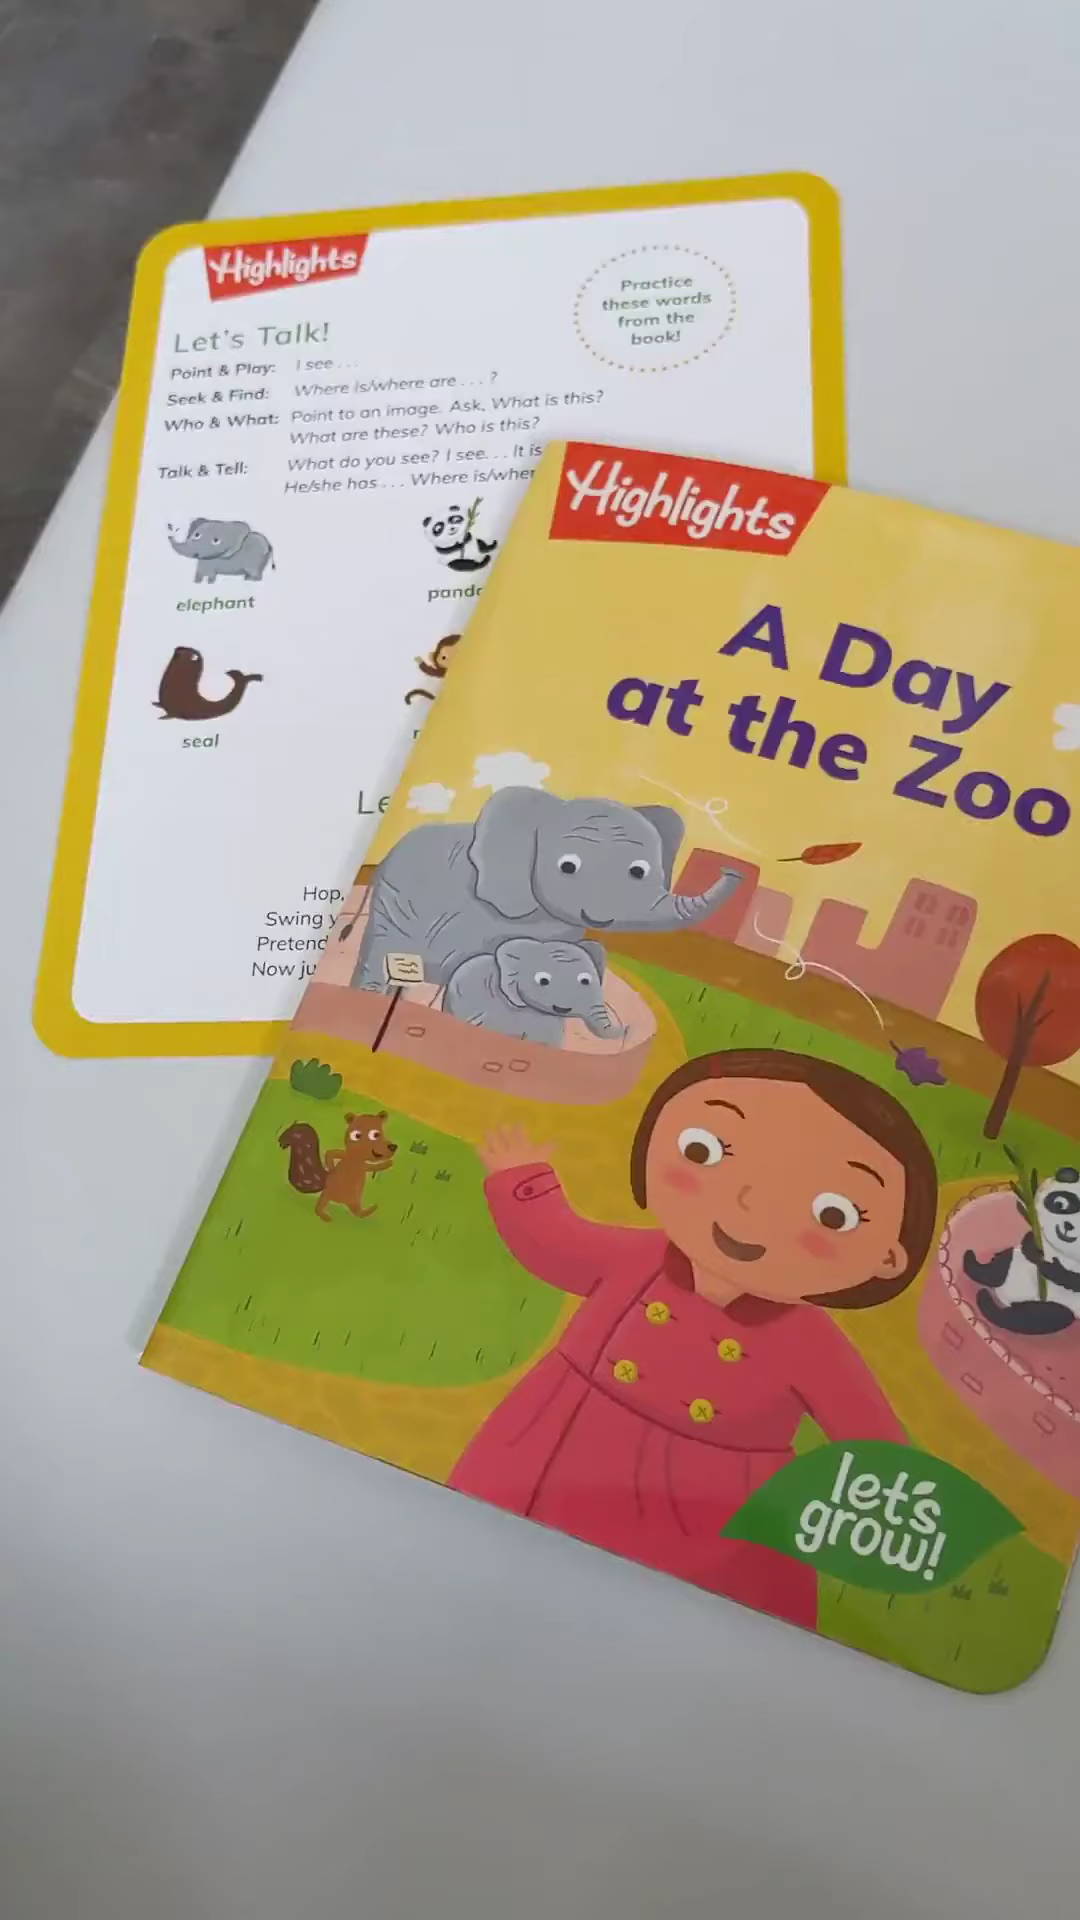 Highlights
Practice
these words
from the
book!
Let's Talk!
Point & Play: I see . . .
Seek & Find: Where is/where are . . . ?
Who & What: Point to an image. Ask, What is this?
What are these? Who is this?
Talk & Tell: What do you see? I see. . . It is
He/she has . . . Where is/wher
elephant
panda
seal
Le
Hop,
Swing y
Pretend
Now ju
Highlights
A Day
at the Zoo
let's
grow!